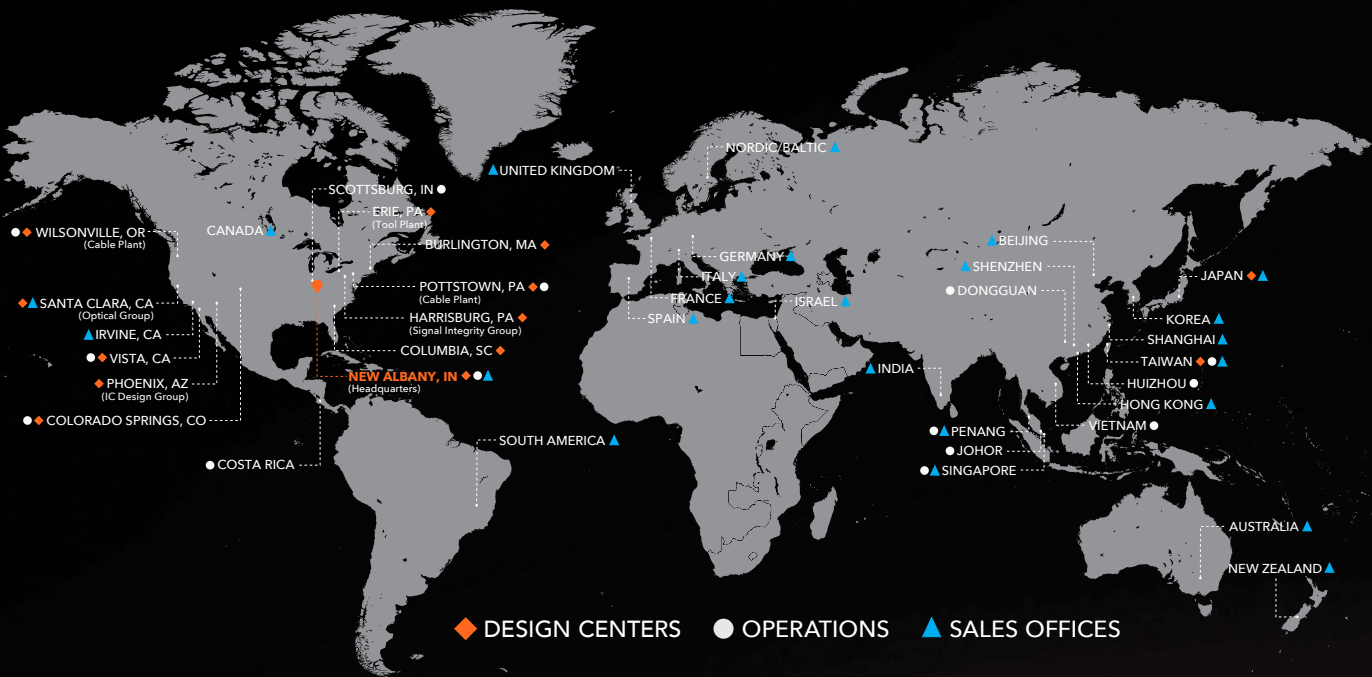 NORDIC/BALTIC
UNITED KINGDOM
SCOTTSBURG, IN
ERIE, PA
(Tool Plant)
CANADA
WILSONVILLE, OR
(Cable Plant)
BURLINGTON, MA
SANTA CLARA, CA
(Optical Group)
IRVINE, CA
VISTA, CA
PHOENIX, AZ
(IC Design Group)
COLORADO SPRINGS, CO
POTTSTOWN, PA
(Cable Plant)
HARRISBURG, PA
(Signal Integrity Group)
COLUMBIA, SC
NEW ALBANY, IN
(Headquarters)
COSTA RICA
SOUTH AMERICA
GERMANY
ITALY
FRANCE
SPAIN
ISRAEL
BEIJING
SHENZHEN
DONGGUAN
JAPAN
KOREA
SHANGHAI
TAIWAN
HUIZHOU
HONG KONG
VIETNAM
INDIA
PENANG
JOHOR
SINGAPORE
AUSTRALIA
NEW ZEALAND
DESIGN CENTERS
OPERATIONS
SALES OFFICES